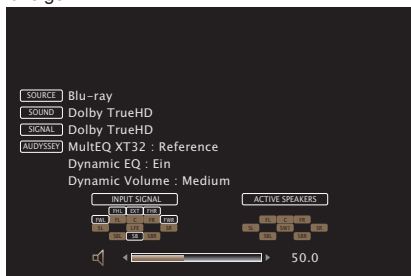 SOURCE Blu-ray
SOUND Dolby TrueHD
SIGNAL Dolby TrueHD
AUDYSSEY MultEQ XT32 : Reference
Dynamic EQ : Ein
Dynamic Volume : Medium
INPUT SIGNAL ACTIVE SPEAKERS
FHL EXT FHR
FWL FL C FR FWR FL C FR
SL LFE SR SL SW1 SR
SBL SB SBR SBL SBR
50.0